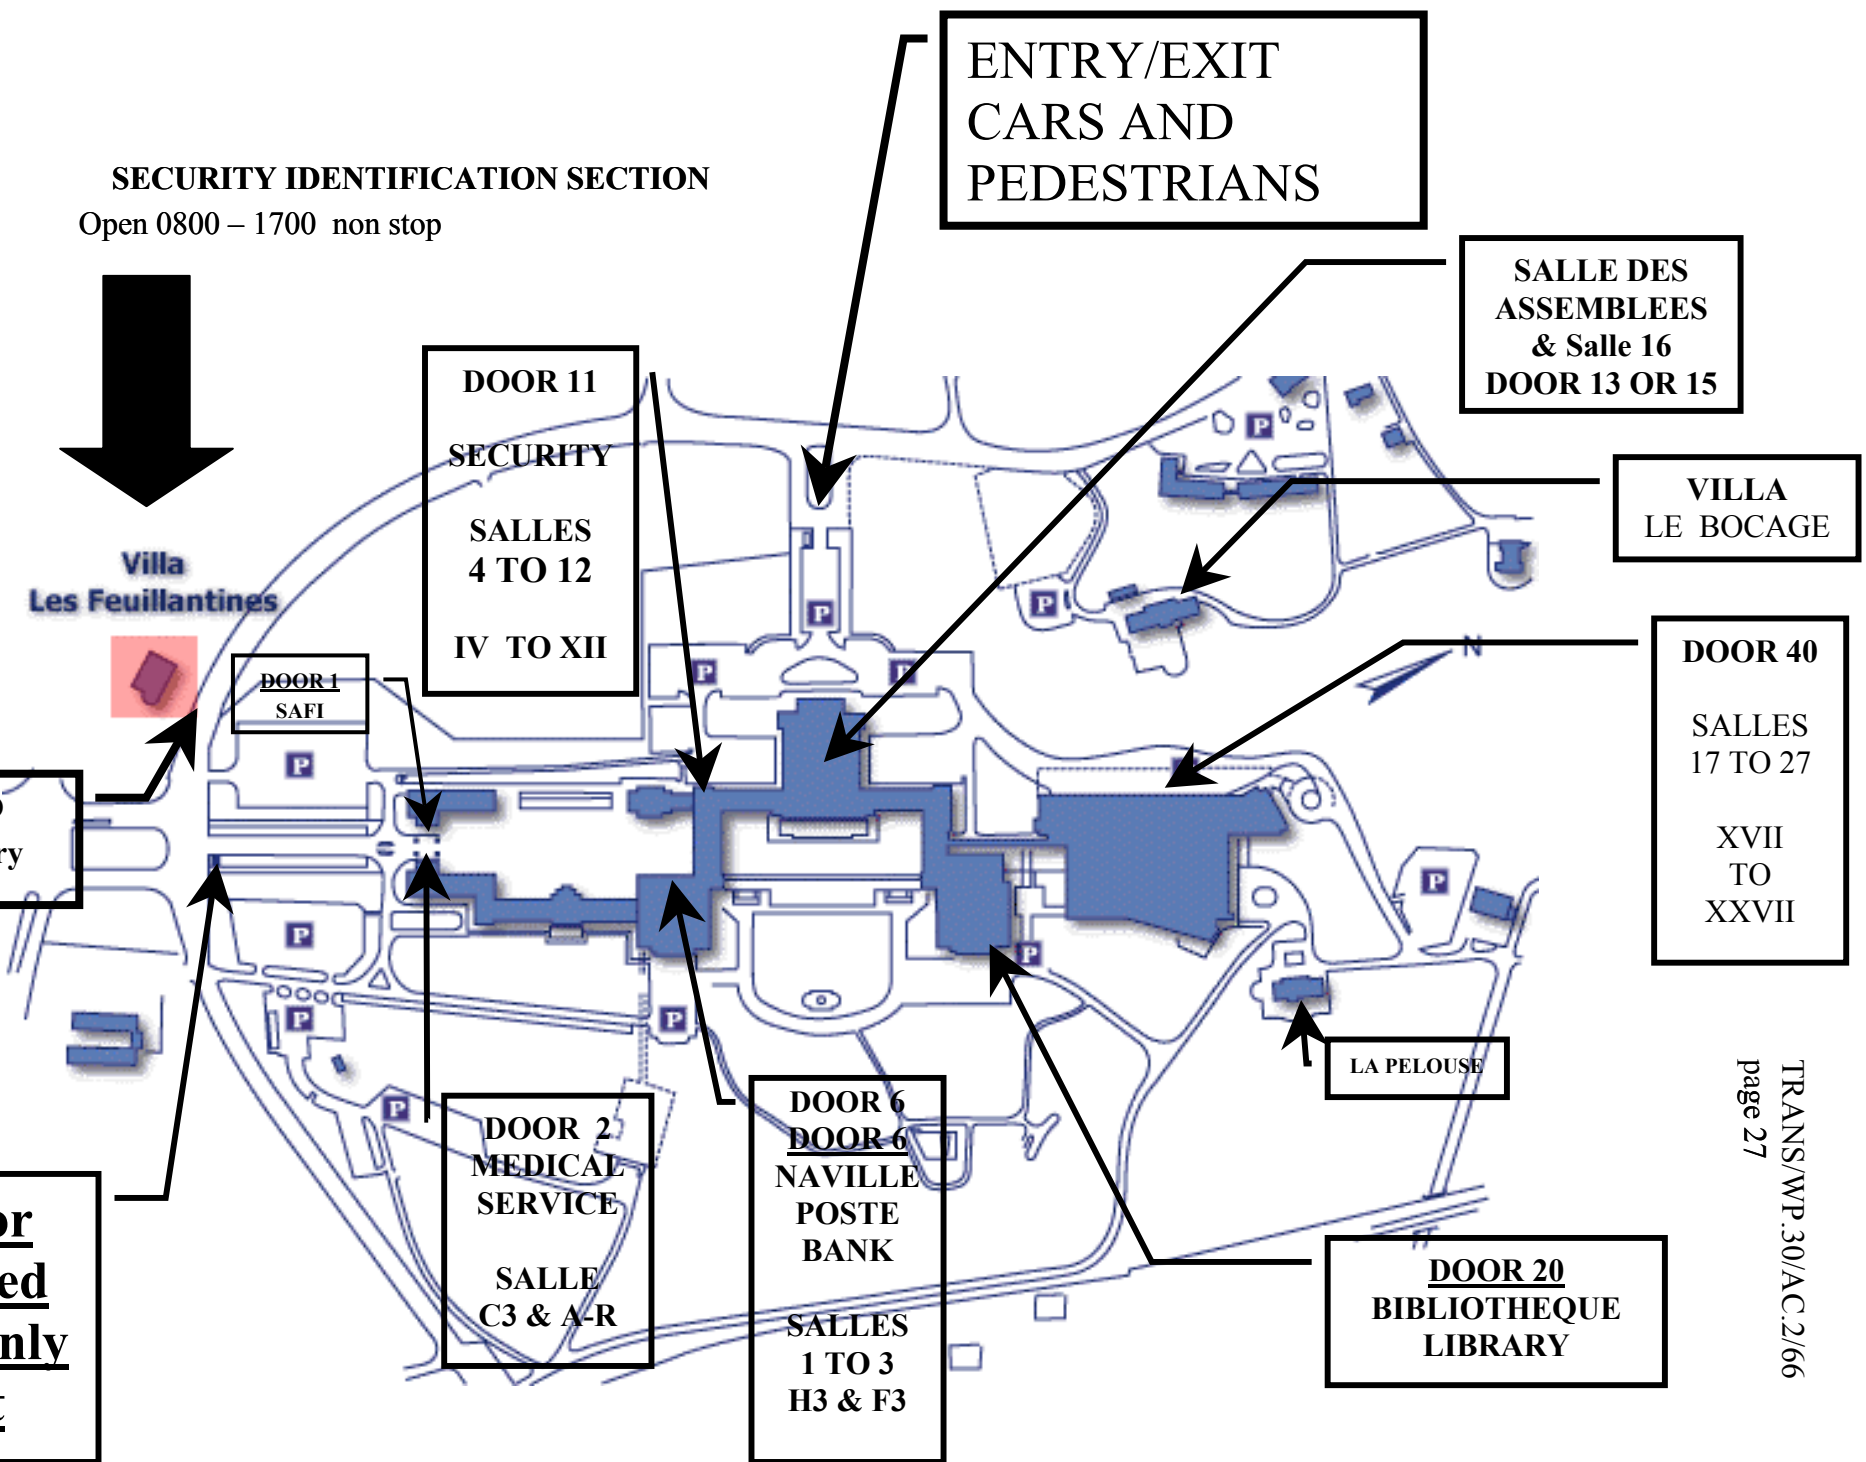 ENTRY/EXIT
CARS AND
PEDESTRIANS
SECURITY IDENTIFICATION SECTION
Open 0800 – 1700 non stop
SALLE DES
ASSEMBLEES
& Salle 16
DOOR 13 OR 15
DOOR 11
SECURITY
SALLES
4 TO 12
IV TO XII
P
VILLA
LE BOCAGE
Villa
Les Feuillantines
P
P
DOOR 1
SAFI
P
P
N
DOOR 40
SALLES
17 TO 27
XVII
TO
XXVII
P
P
P
P
P
P
P
LA PELOUSE
P
DOOR 2
MEDICAL
SERVICE
SALLE
C3 & A-R
DOOR 6
DOOR 6
NAVILLE
POSTE
BANK
SALLES
1 TO 3
H3 & F3
or
ed
nly
DOOR 20
BIBLIOTHEQUE
LIBRARY
TRANS/WP.30/AC.2/66
page 27